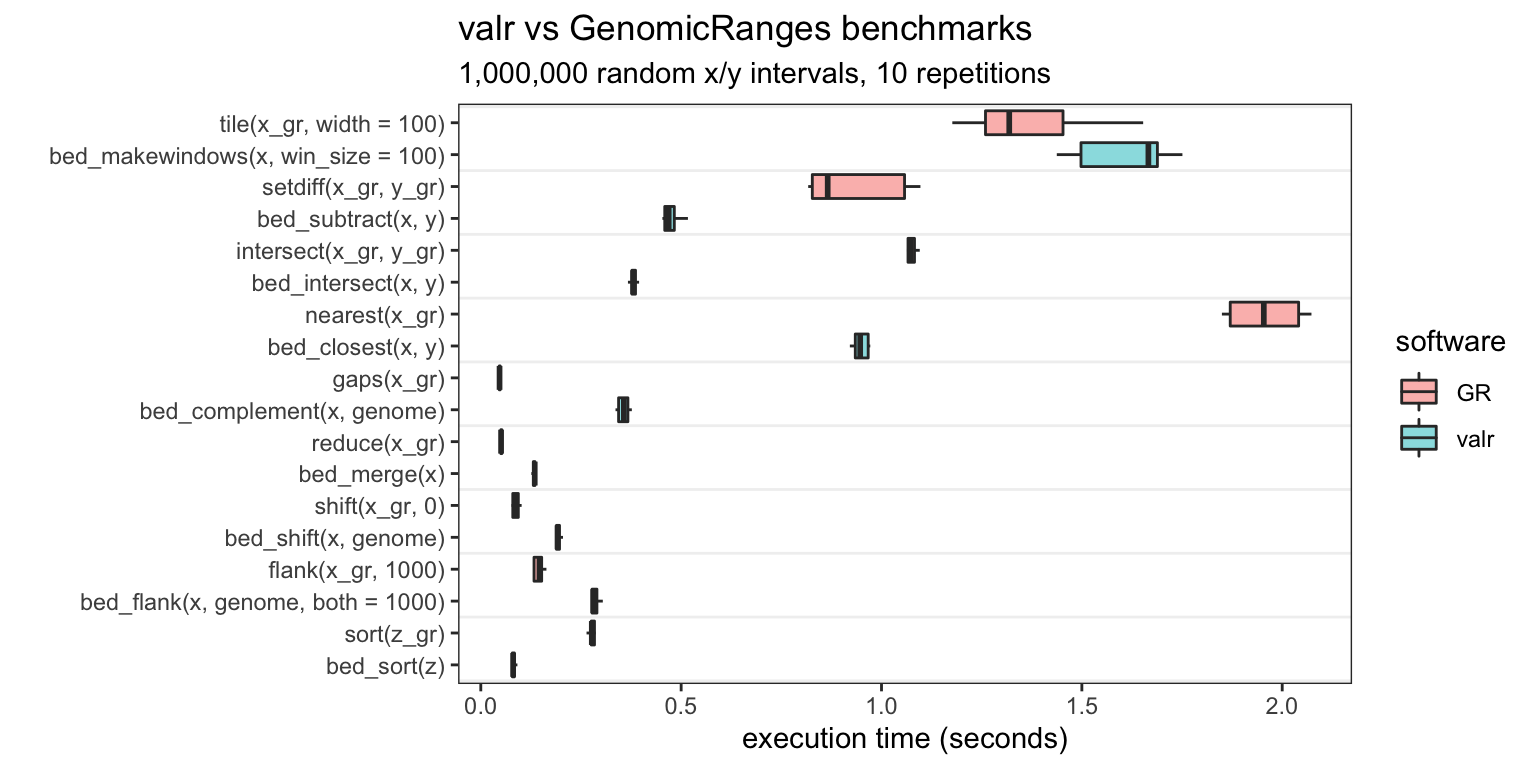 valr vs GenomicRanges benchmarks
1,000,000 random x/y intervals, 10 repetitions
tile(x_gr, width = 100)
bed_makewindows(x, win_size = 100)
setdiff(x_gr, y_gr)
bed_subtract(x, y)
intersect(x_gr, y_gr)
bed_intersect(x, y)
nearest(x_gr)
bed_closest(x, y)
gaps(x_gr)
bed_complement(x, genome)
reduce(x_gr)
bed_merge(x)
shift(x_gr, 0)
bed_shift(x, genome)
flank(x_gr, 1000)
bed_flank(x, genome, both = 1000)
sort(z_gr)
bed_sort(z)
0.0 0.5 1.0 1.5 2.0
execution time (seconds)
software
GR
valr